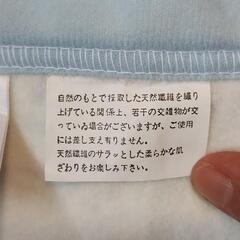 自然のもとで採取した天然繊維を織り
上げている関係上、若干の交雑物が交
っている場合がございますが、ご使用
には差し支え有りません。
天然繊維のサラッとした柔らかな肌
ざわりをお楽しみ下さい。